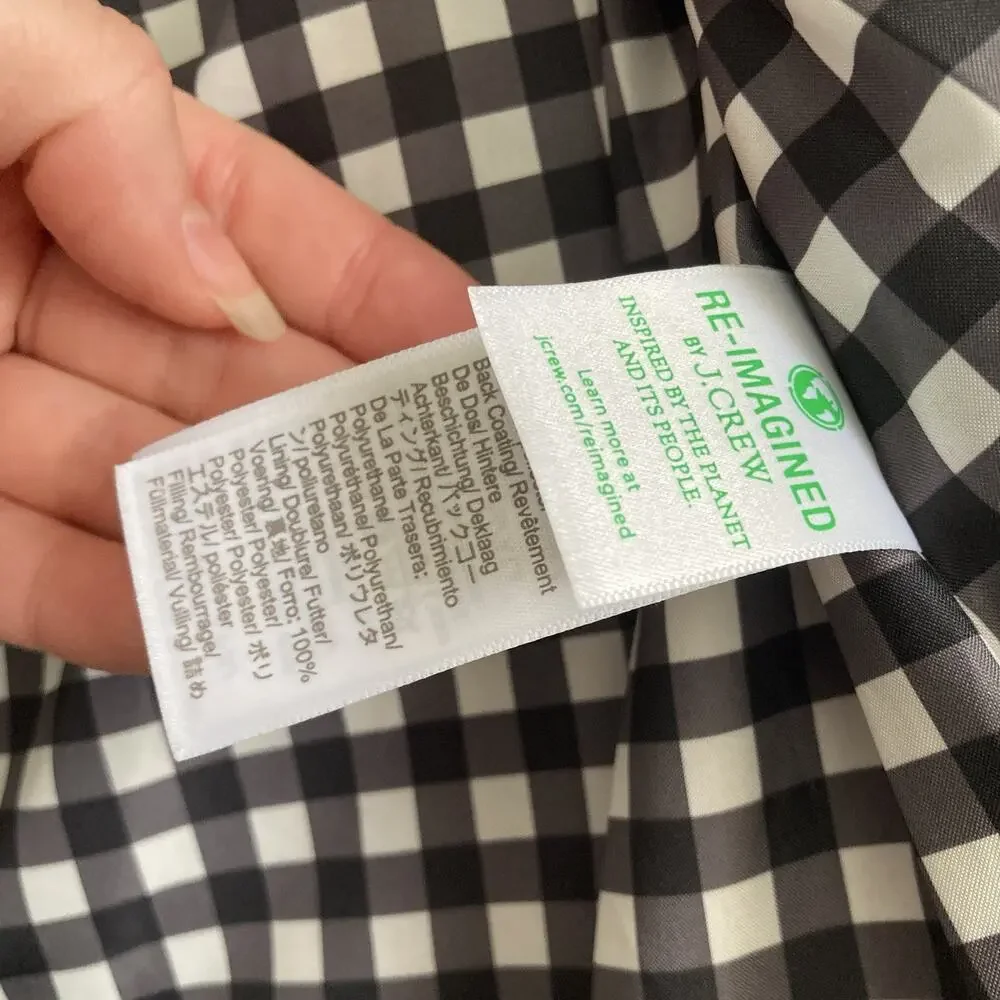 RE-IMAGINED
BY J.CREW
INSPIRED BY THE PLANET
AND ITS PEOPLE.
Learn more at
jcrew.com/reimagined
Back Coating/ Revêtement
De Dos/ Hintere
Beschichtung/ Deklaag
Achterkant/ バックコー
ティング/ Recubrimiento
De La Parte Trasera:
Polyurethane/
Polyuréthane/ Polyurethan/
Polyurethaan/ ポリウレタ
ン/ poliuretano
Lining/ Doublure/ Futter/
Voering/ 裏地/ Forro: 100%
Polyester/ Polyester/
Polyester/ Polyester/ ポリ
エステル/ poliéster
Filling/ Rembourrage/
Füllmaterial/ Vulling/ 詰め